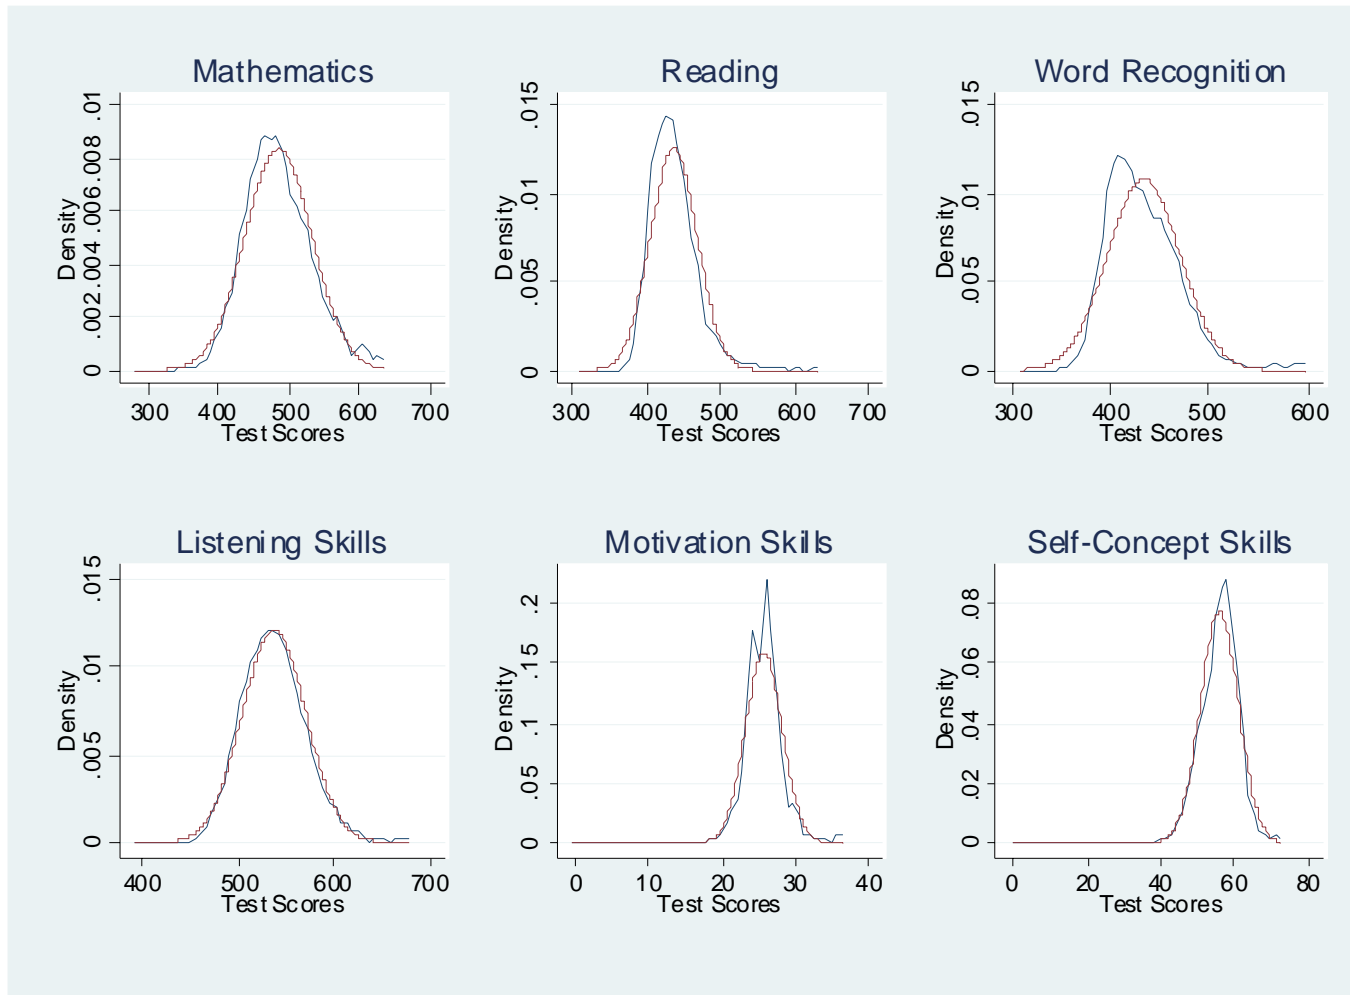 Mathematics
Density
0 .002 .004 .006 .008 .01
300 400 500 600 700
Test Scores
Reading
Density
0 .005 .01 .015
300 400 500 600 700
Test Scores
Word Recognition
Density
0 .005 .01 .015
300 400 500 600
Test Scores
Listening Skills
Density
0 .005 .01 .015
400 500 600 700
Test Scores
Motivation Skills
Density
0 .05 .1 .15 .2
0 10 20 30 40
Test Scores
Self-Concept Skills
Density
0 .02 .04 .06 .08
0 20 40 60 80
Test Scores